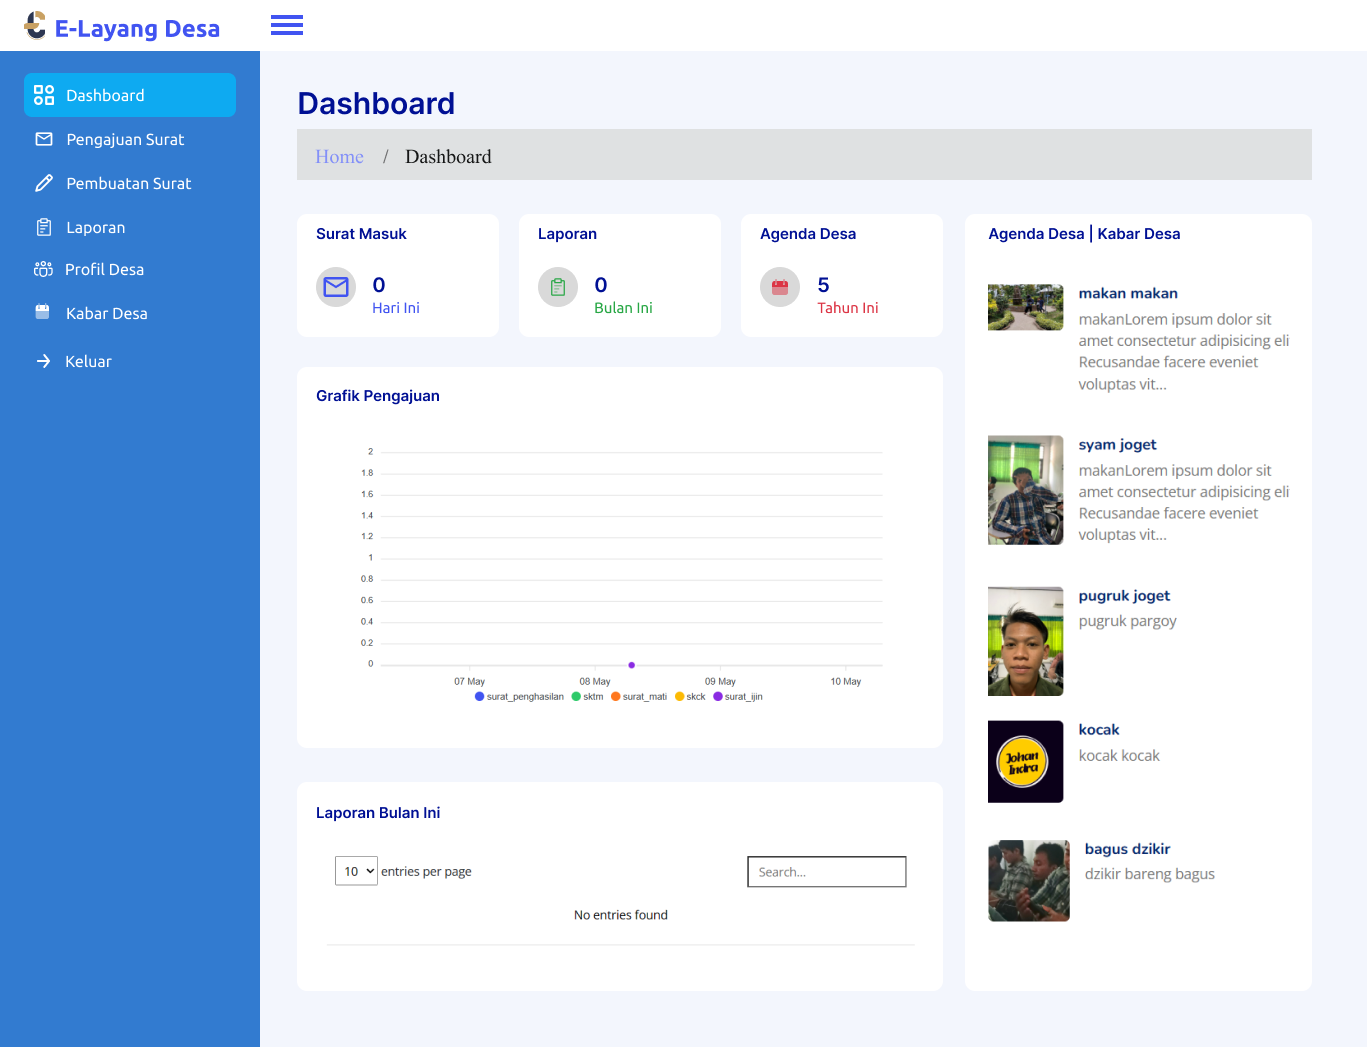 E-Layang Desa
Dashboard
Pengajuan Surat
Pembuatan Surat
Laporan
Profil Desa
Kabar Desa
Keluar
Dashboard
Home / Dashboard
Surat Masuk
0
Hari Ini
Laporan
0
Bulan Ini
Agenda Desa
5
Tahun Ini
Grafik Pengajuan
2
1.8
1.6
1.4
1.2
1
0.8
0.6
0.4
0.2
0
07 May 08 May 09 May 10 May
surat_penghasilan sktm surat_mati skck surat_ijin
Laporan Bulan Ini
10 entries per page
Search...
No entries found
Agenda Desa | Kabar Desa
makan makan
makanLorem ipsum dolor sit
amet consectetur adipisicing eli
Recusandae facere eveniet
voluptas vit...
syam joget
makanLorem ipsum dolor sit
amet consectetur adipisicing eli
Recusandae facere eveniet
voluptas vit...
pugruk joget
pugruk pargoy
Johan
Indra
kocak
kocak kocak
bagus dzikir
dzikir bareng bagus